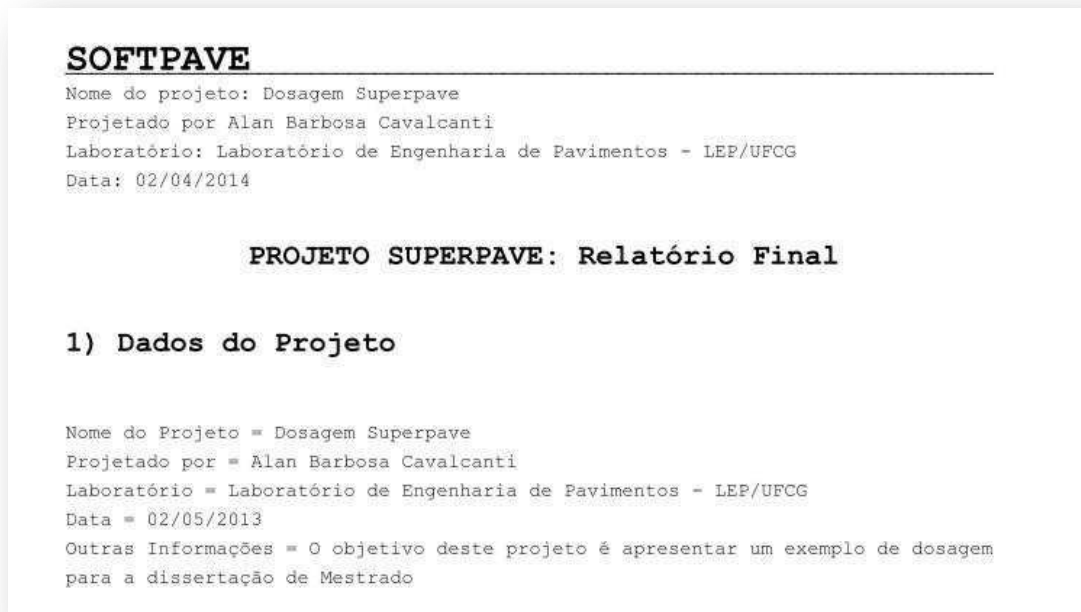 SOFTPAVE
Nome do projeto: Dosagem Superpave
Projetado por Alan Barbosa Cavalcanti
Laboratório: Laboratório de Engenharia de Pavimentos - LEP/UFCG
Data: 02/04/2014
PROJETO SUPERPAVE: Relatório Final
1) Dados do Projeto
Nome do Projeto = Dosagem Superpave
Projetado por = Alan Barbosa Cavalcanti
Laboratório = Laboratório de Engenharia de Pavimentos - LEP/UFCG
Data = 02/05/2013
Outras Informações = O objetivo deste projeto é apresentar um exemplo de dosagem
para a dissertação de Mestrado